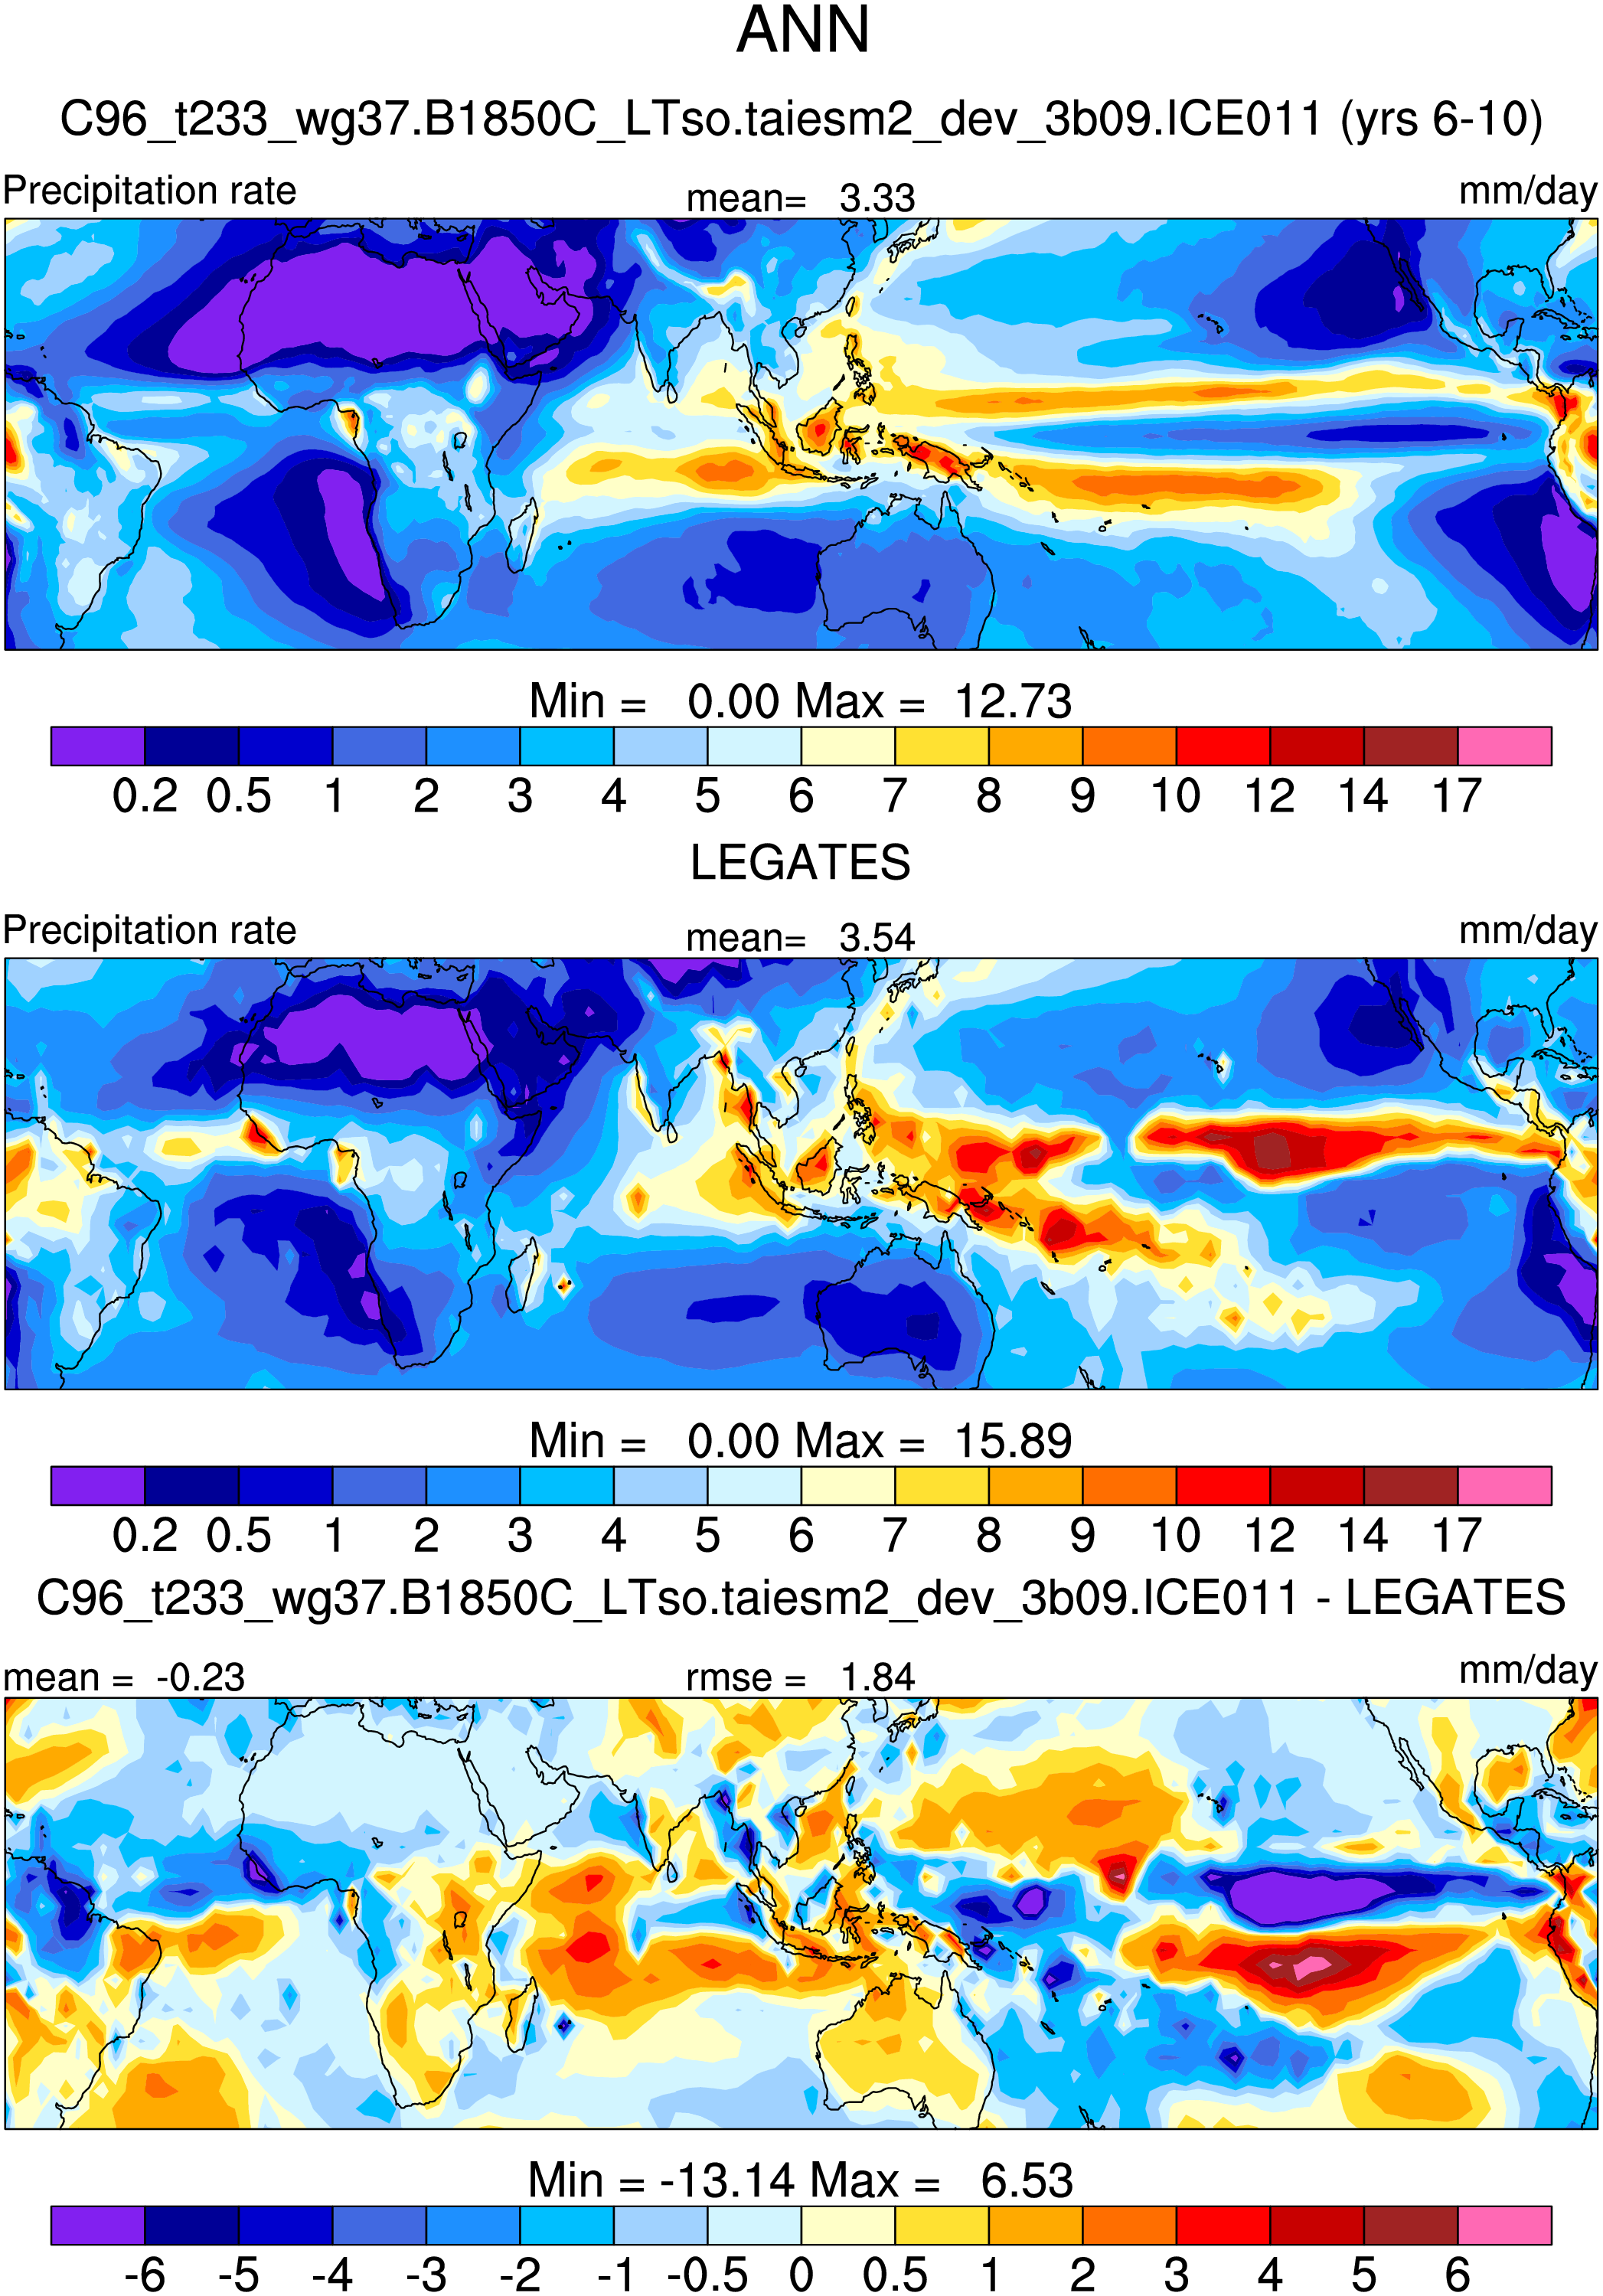 ANN
C96_t233_wg37.B1850C_LTso.taiesm2_dev_3b09.ICE011 (yrs 6-10)
Precipitation rate mean= 3.33 mm/day
Min = 0.00 Max = 12.73
0.2 0.5 1 2 3 4 5 6 7 8 9 10 12 14 17
LEGATES
Precipitation rate mean= 3.54 mm/day
Min = 0.00 Max = 15.89
0.2 0.5 1 2 3 4 5 6 7 8 9 10 12 14 17
C96_t233_wg37.B1850C_LTso.taiesm2_dev_3b09.ICE011 - LEGATES
mean = -0.23 rmse = 1.84 mm/day
Min = -13.14 Max = 6.53
-6 -5 -4 -3 -2 -1 -0.5 0 0.5 1 2 3 4 5 6